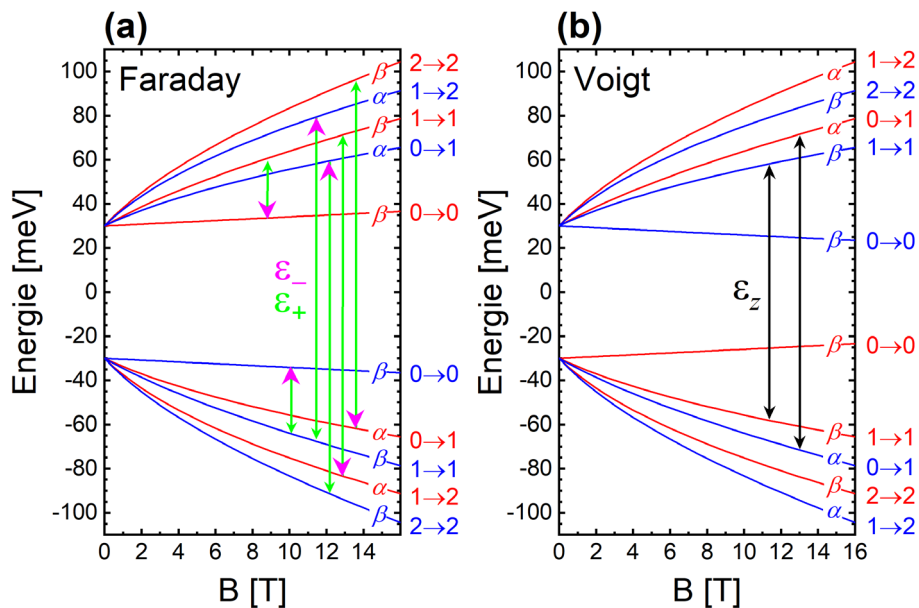 (a)
Faraday
Energie [meV]
100
80
60
40
20
0
-20
-40
-60
-80
-100
0 2 4 6 8 10 12 14
B [T]
β 2→2
α 1→2
β 1→1
α 0→1
β 0→0
ε₋
ε₊
β 0→0
α 0→1
β 1→1
α 1→2
β 2→2
(b)
Voigt
Energie [meV]
100
80
60
40
20
0
-20
-40
-60
-80
-100
0 2 4 6 8 10 12 14 16
B [T]
α 1→2
β 2→2
α 0→1
β 1→1
β 0→0
εz
β 0→0
β 1→1
α 0→1
β 2→2
α 1→2